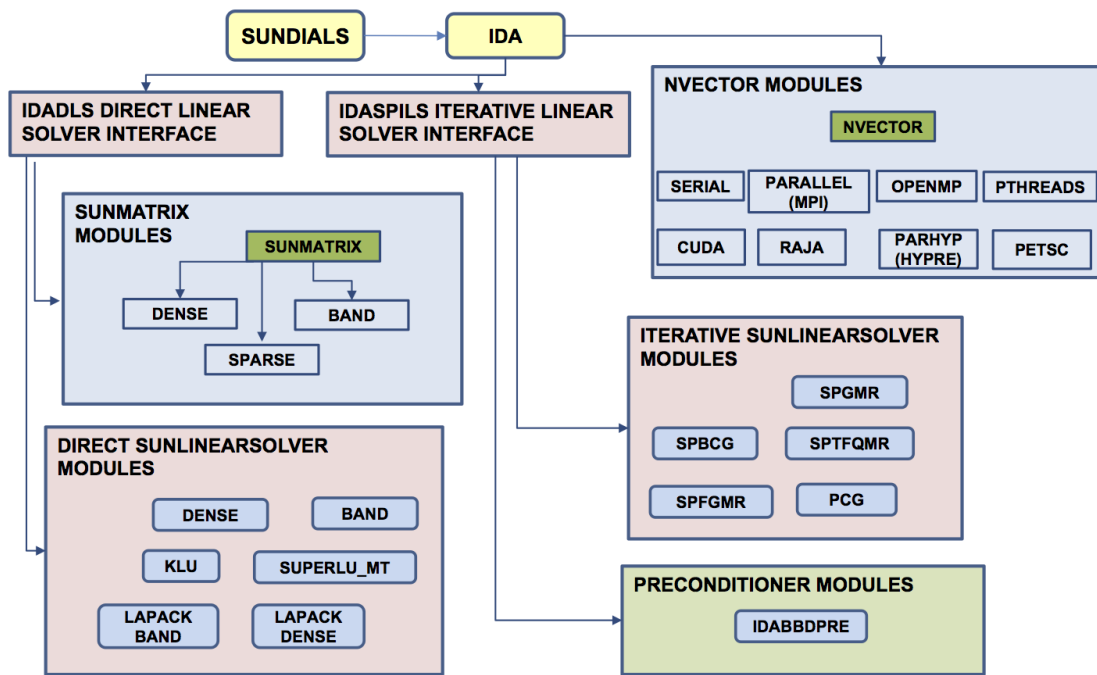 SUNDIALS
IDA
IDADLS DIRECT LINEAR
SOLVER INTERFACE
IDASPILS ITERATIVE LINEAR
SOLVER INTERFACE
NVECTOR MODULES
NVECTOR
SERIAL
PARALLEL
(MPI)
OPENMP
PTHREADS
CUDA
RAJA
PARHYP
(HYPRE)
PETSC
SUNMATRIX
MODULES
SUNMATRIX
DENSE
BAND
SPARSE
ITERATIVE SUNLINEARSOLVER
MODULES
SPGMR
SPBCG
SPTFQMR
SPFGMR
PCG
DIRECT SUNLINEARSOLVER
MODULES
DENSE
BAND
KLU
SUPERLU_MT
LAPACK
BAND
LAPACK
DENSE
PRECONDITIONER MODULES
IDABBDPRE